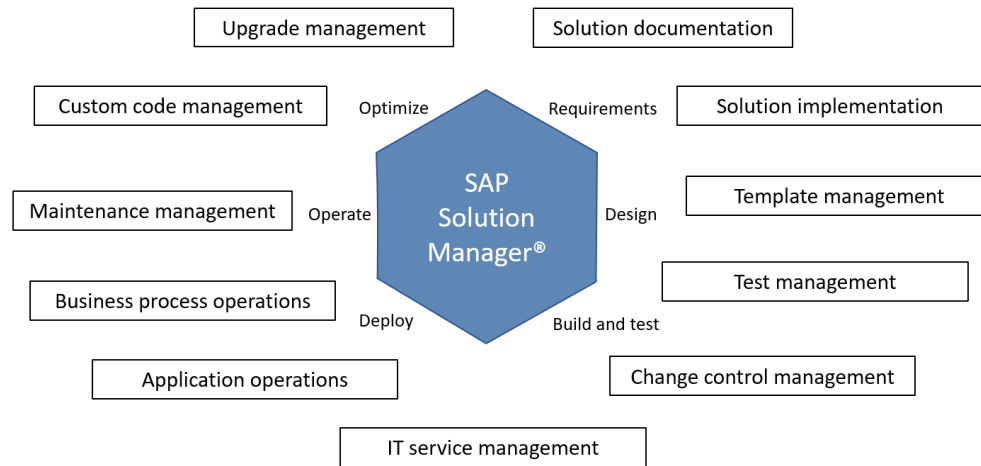 Upgrade management
Solution documentation
Custom code management
Optimize
Requirements
Solution implementation
SAP
Solution
Manager®
Maintenance management
Operate
Design
Template management
Business process operations
Test management
Deploy
Build and test
Application operations
Change control management
IT service management